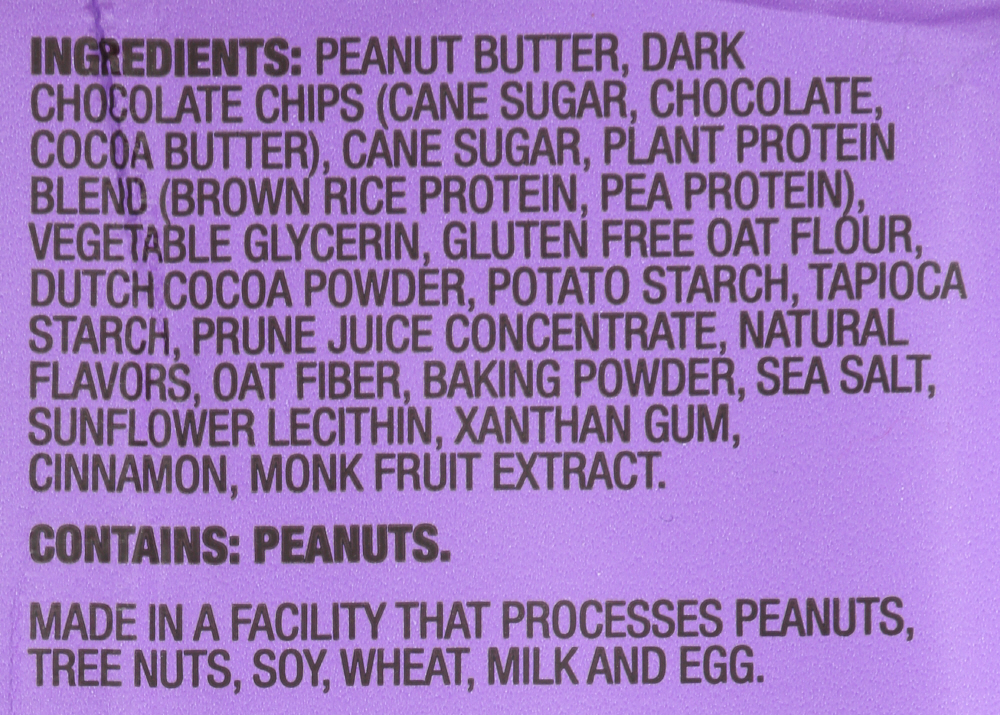 INGREDIENTS: PEANUT BUTTER, DARK
CHOCOLATE CHIPS (CANE SUGAR, CHOCOLATE,
COCOA BUTTER), CANE SUGAR, PLANT PROTEIN
BLEND (BROWN RICE PROTEIN, PEA PROTEIN),
VEGETABLE GLYCERIN, GLUTEN FREE OAT FLOUR,
DUTCH COCOA POWDER, POTATO STARCH, TAPIOCA
STARCH, PRUNE JUICE CONCENTRATE, NATURAL
FLAVORS, OAT FIBER, BAKING POWDER, SEA SALT,
SUNFLOWER LECITHIN, XANTHAN GUM,
CINNAMON, MONK FRUIT EXTRACT.
CONTAINS: PEANUTS.
MADE IN A FACILITY THAT PROCESSES PEANUTS,
TREE NUTS, SOY, WHEAT, MILK AND EGG.